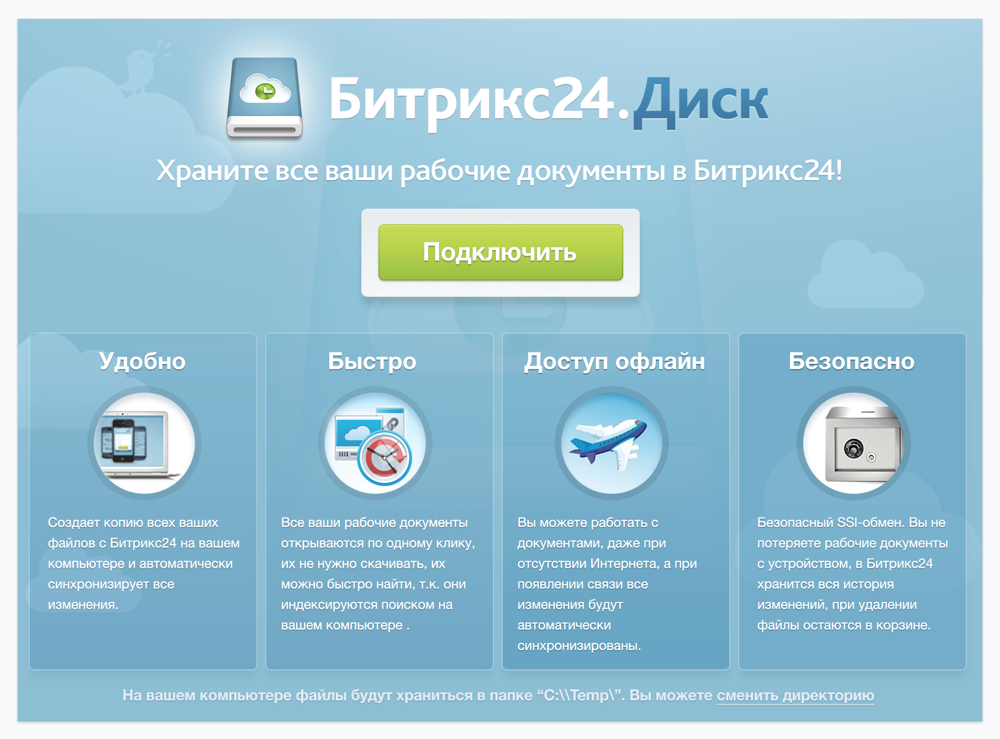 Битрикс24.Диск
Храните все ваши рабочие документы в Битрикс24!
Подключить
Удобно
Создает копию всех ваших
файлов с Битрикс24 на вашем
компьютере и автоматически
синхронизирует все
изменения.
Быстро
Все ваши рабочие документы
открываются по одному клику,
их не нужно скачивать, их
можно быстро найти, т.к. они
индексируются поиском на
вашем компьютере .
Доступ офлайн
Вы можете работать с
документами, даже при
отсутствии Интернета, а при
появлении связи все
изменения будут
автоматически
синхронизированы.
Безопасно
Безопасный SSl-обмен. Вы не
потеряете рабочие документы
с устройством, в Битрикс24
хранится вся история
изменений, при удалении
файлы остаются в корзине.
На вашем компьютере файлы будут храниться в папке “C:\\Temp\”. Вы можете сменить директорию